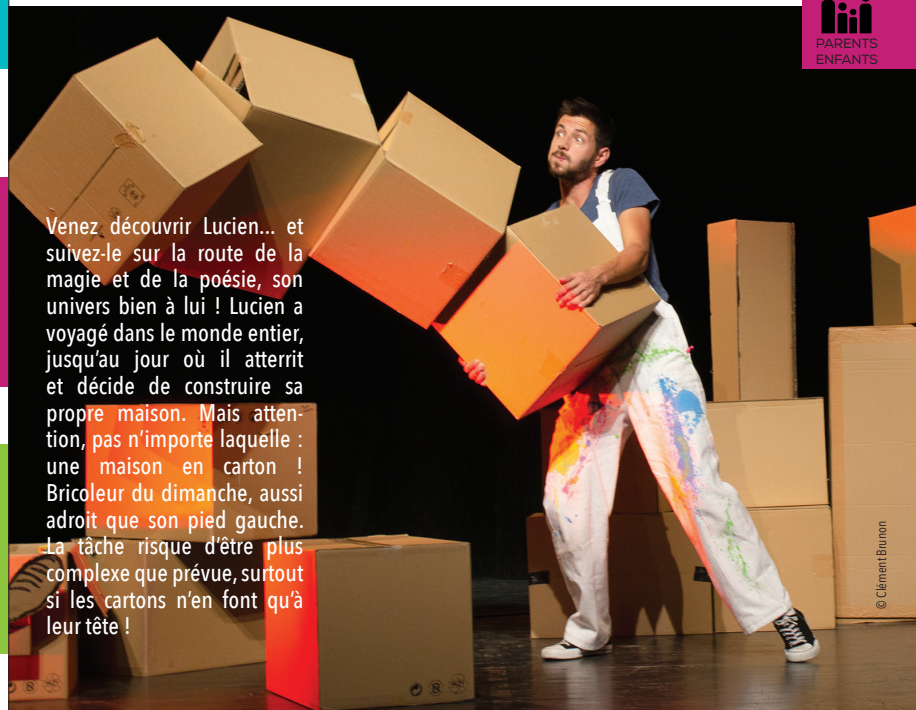 PARENTS
ENFANTS
Venez découvrir Lucien... et
suivez-le sur la route de la
magie et de la poésie, son
univers bien à lui ! Lucien a
voyagé dans le monde entier,
jusqu'au jour où il atterrit
et décide de construire sa
propre maison. Mais atten-
tion, pas n'importe laquelle :
une maison en carton !
Bricoleur du dimanche, aussi
adroit que son pied gauche.
La tâche risque d'être plus
complexe que prévue, surtout
si les cartons n'en font qu'à
leur tête !
© Clément Brunon